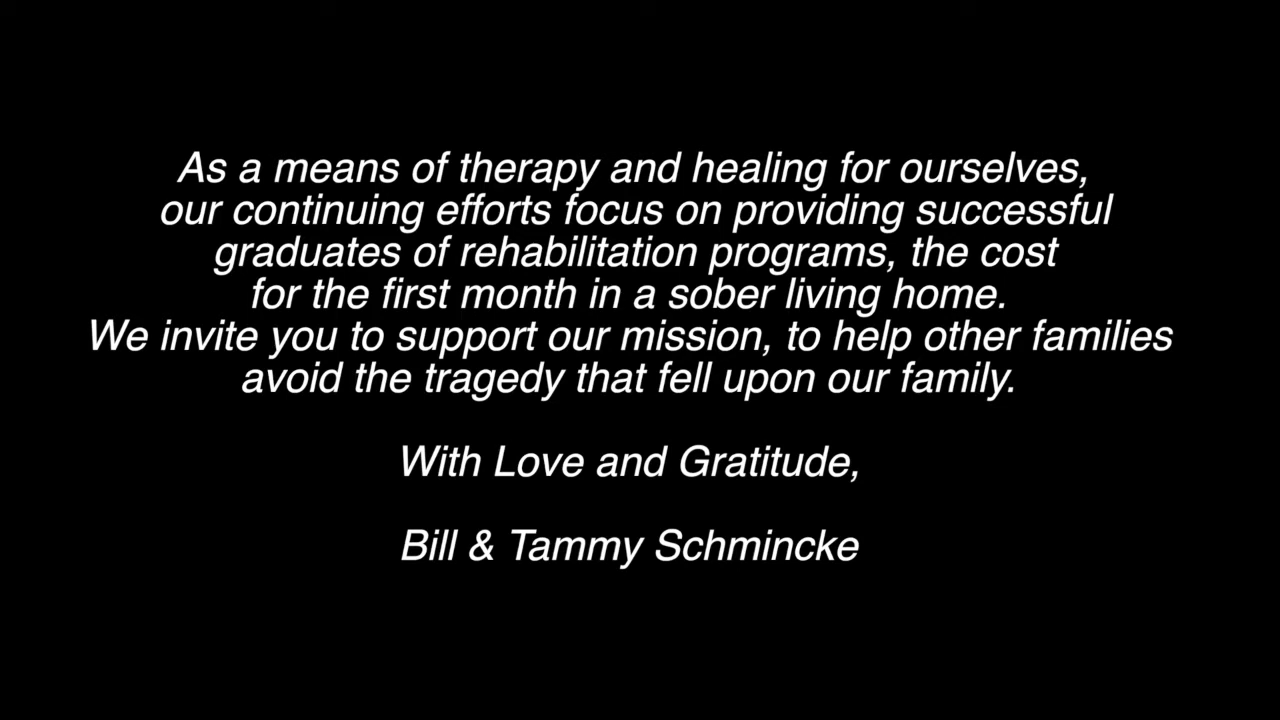 As a means of therapy and healing for ourselves,
our continuing efforts focus on providing successful
graduates of rehabilitation programs, the cost
for the first month in a sober living home.
We invite you to support our mission, to help other families
avoid the tragedy that fell upon our family.
With Love and Gratitude,
Bill & Tammy Schmincke